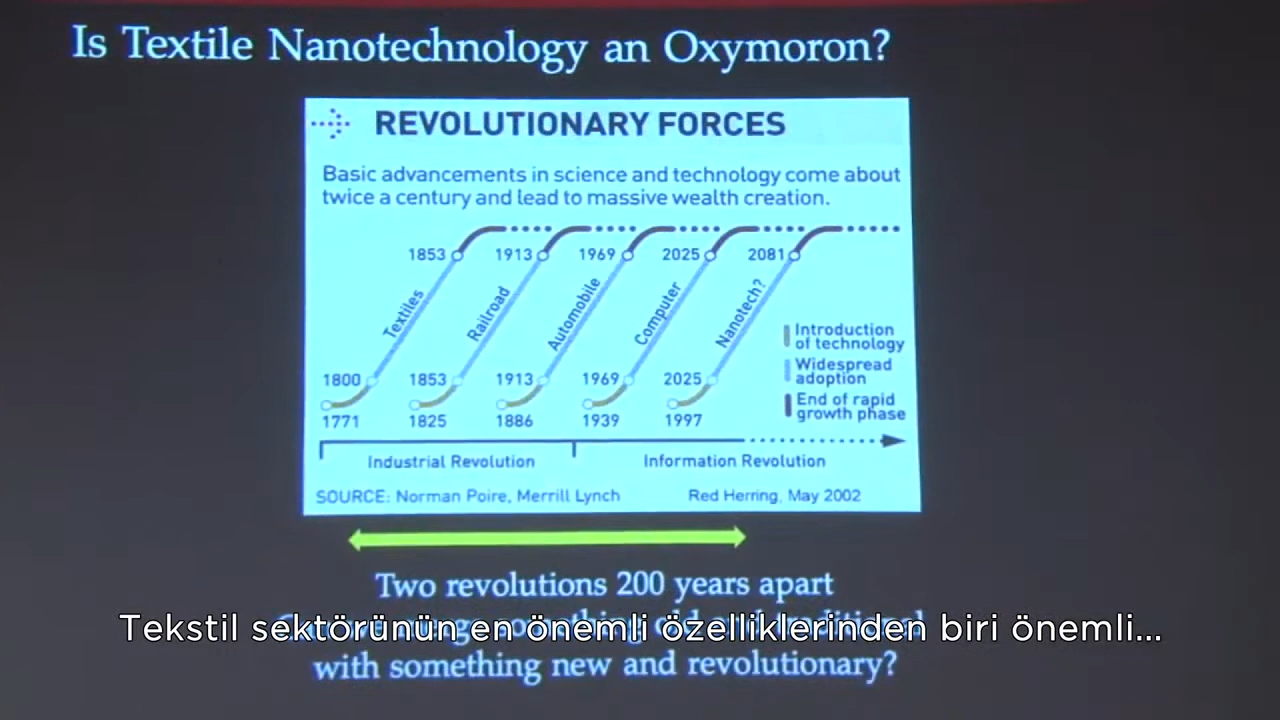 Is Textile Nanotechnology an Oxymoron?
REVOLUTIONARY FORCES
Basic advancements in science and technology come about
twice a century and lead to massive wealth creation.
1853 1913 1969 2025 2081
Textiles Railroad Automobile Computer Nanotech?
Introduction
of technology
Widespread
adoption
End of rapid
growth phase
1800 1853 1913 1969 2025
1771 1825 1886 1939 1997
Industrial Revolution Information Revolution
SOURCE: Norman Poire, Merrill Lynch Red Herring, May 2002
Two revolutions 200 years apart
Tekstil sektörünün en önemli özelliklerinden biri önemli...
with something new and revolutionary?